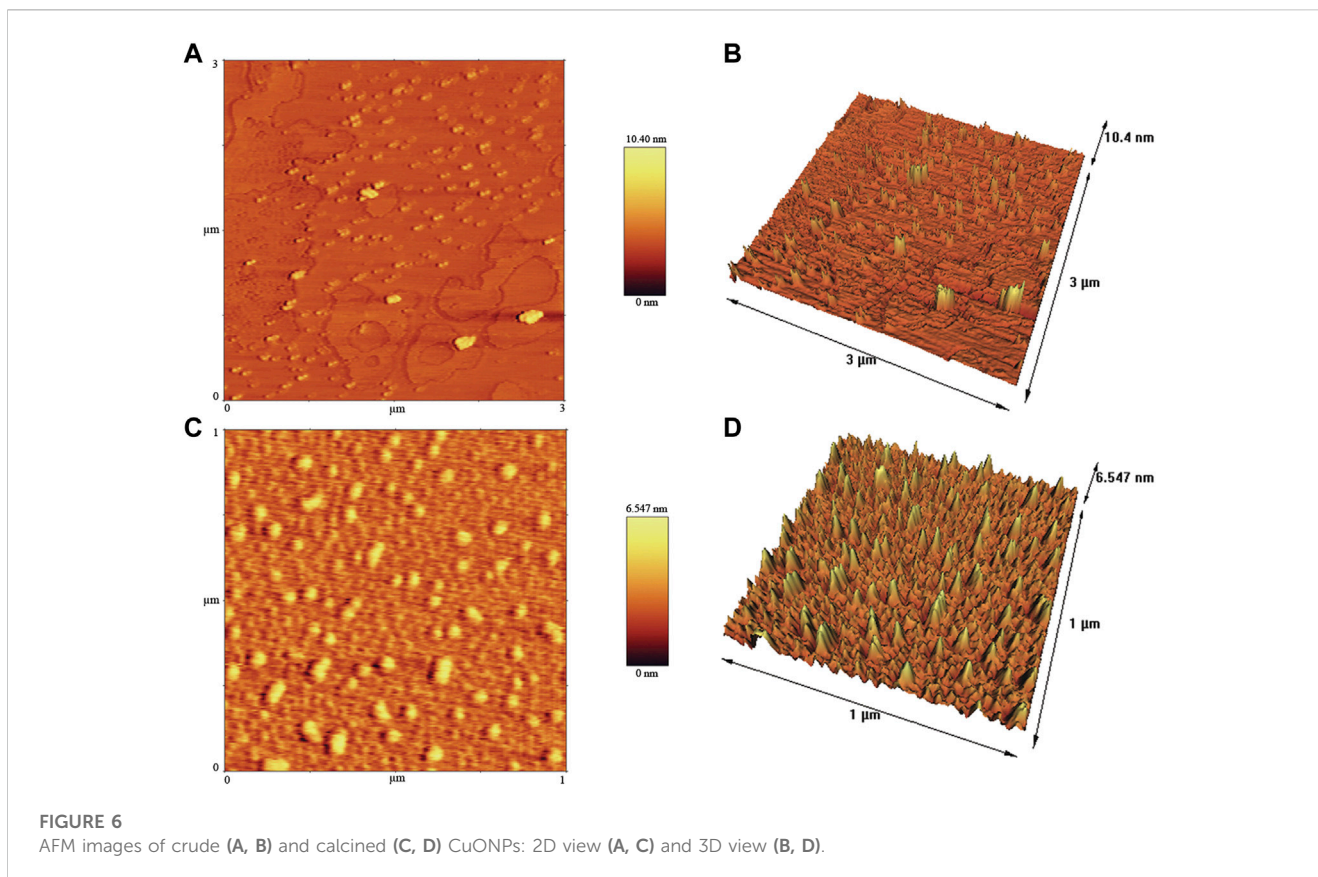 A
3
µm
0
0
µm
3
10.40 nm
0 nm
B
10.4 nm
3 µm
3 µm
C
1
µm
0
0
µm
1
6.547 nm
0 nm
D
6.547 nm
1 µm
1 µm
FIGURE 6
AFM images of crude (A, B) and calcined (C, D) CuONPs: 2D view (A, C) and 3D view (B, D).